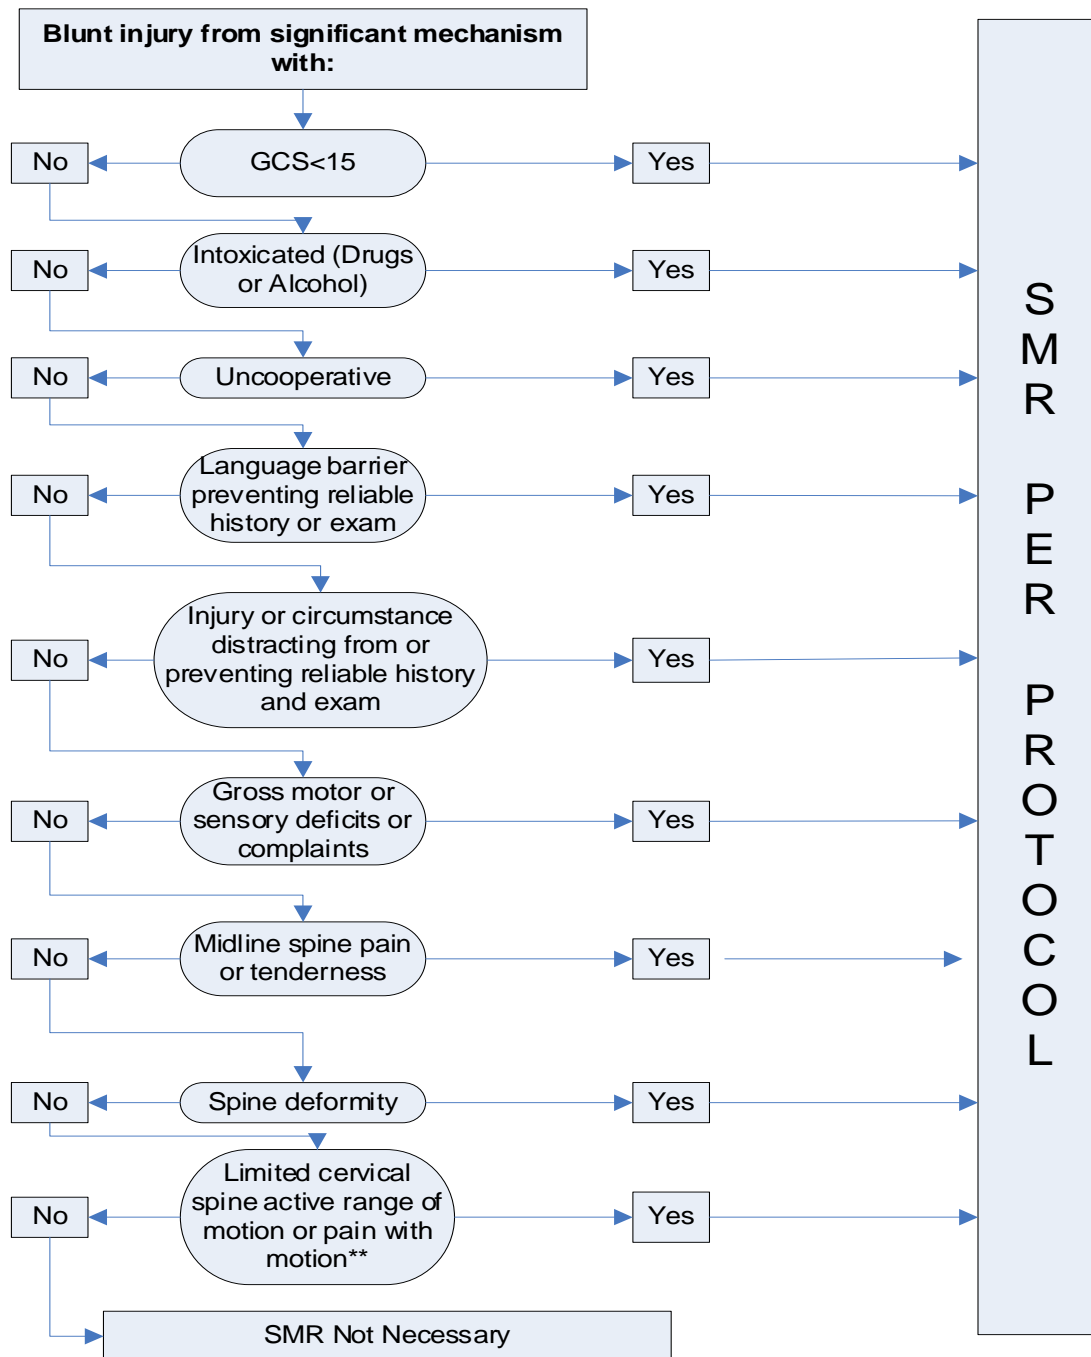 Blunt injury from significant mechanism
with:
No
GCS<15
Yes
No
Intoxicated (Drugs
or Alcohol)
Yes
No
Uncooperative
Yes
No
Language barrier
preventing reliable
history or exam
Yes
No
Injury or circumstance
distracting from or
preventing reliable history
and exam
Yes
No
Gross motor or
sensory deficits or
complaints
Yes
No
Midline spine pain
or tenderness
Yes
No
Spine deformity
Yes
No
Limited cervical
spine active range of
motion or pain with
motion**
Yes
SMR Not Necessary
SMR PER PROTOCOL